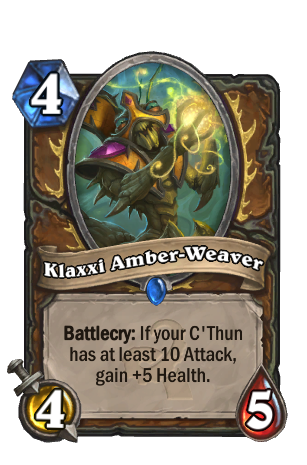 4
Klaxxi Amber-Weaver
Battlecry: If your C'Thun
has at least 10 Attack,
gain +5 Health.
4
5